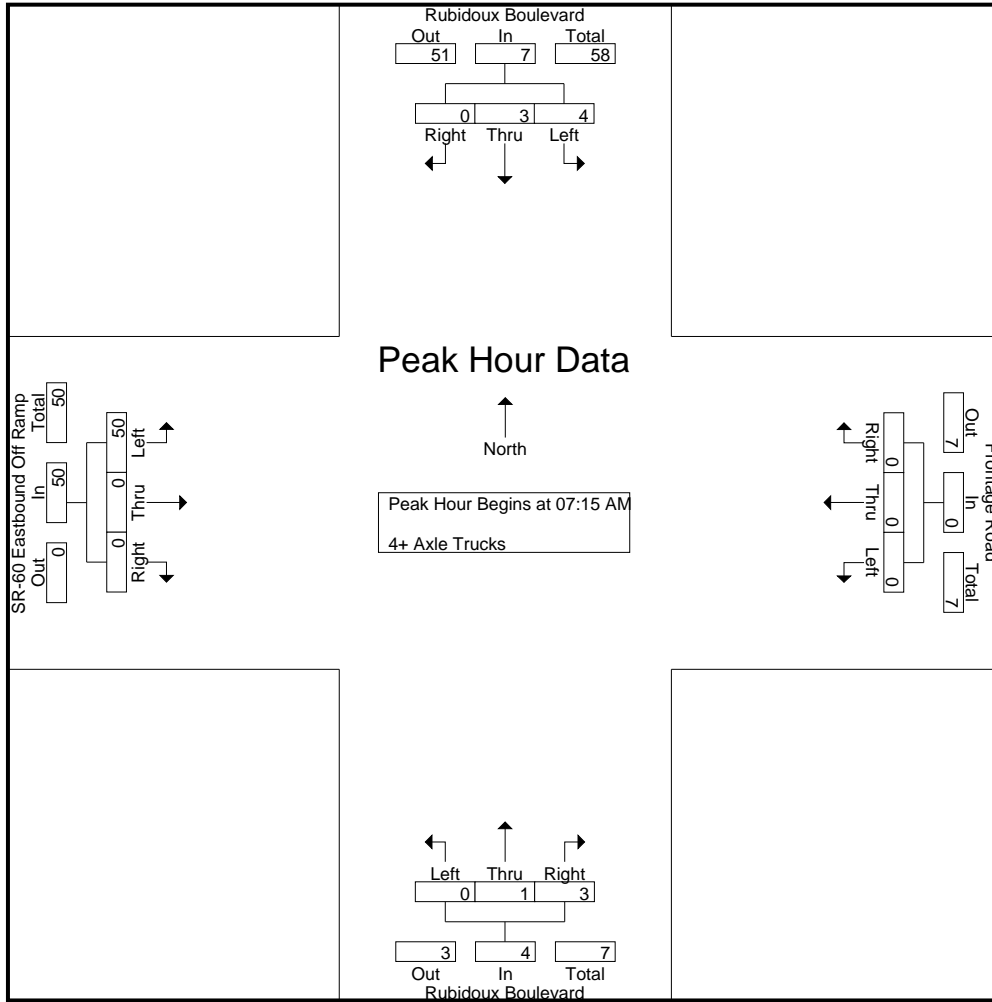 Rubidoux Boulevard
Out In Total
51 7 58
0 3 4
Right Thru Left
Peak Hour Data
North
Peak Hour Begins at 07:15 AM
4+ Axle Trucks
SR-60 Eastbound Off Ramp
Out In Total
0 50 50
50 0 0
Left Thru Right
Frontage Road
Out In Total
7 0 7
0 0 0
Right Thru Left
Left Thru Right
0 1 3
3 4 7
Out In Total
Rubidoux Boulevard